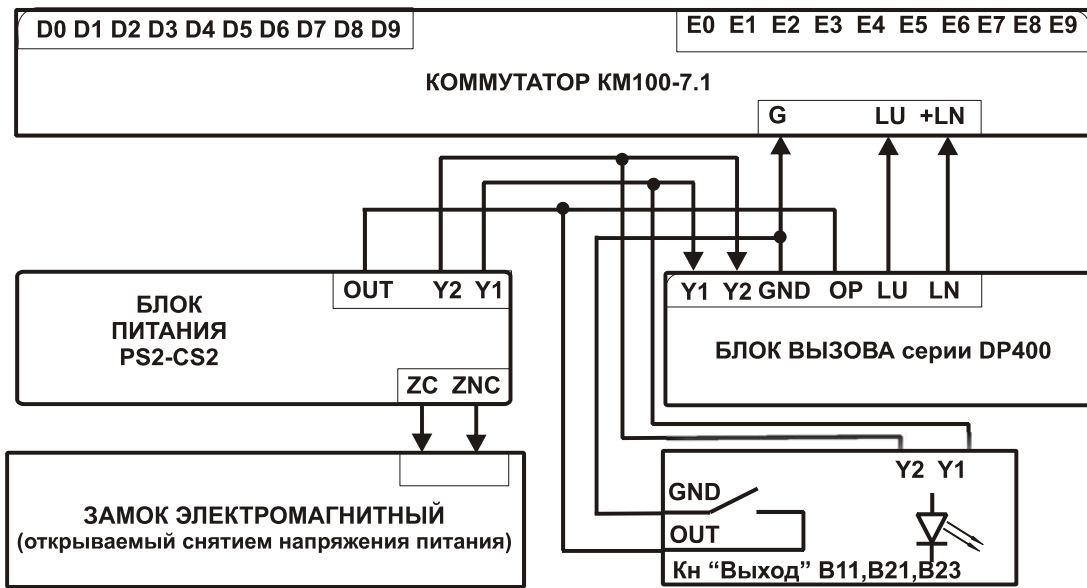 D0 D1 D2 D3 D4 D5 D6 D7 D8 D9
E0 E1 E2 E3 E4 E5 E6 E7 E8 E9
КОММУТАТОР КМ100-7.1
G LU +LN
OUT Y2 Y1
Y1 Y2 GND OP LU LN
БЛОК
ПИТАНИЯ
PS2-CS2
БЛОК ВЫЗОВА серии DP400
ZC ZNC
Y2 Y1
GND
OUT
Кн “Выход” В11,В21,В23
ЗАМОК ЭЛЕКТРОМАГНИТНЫЙ
(открываемый снятием напряжения питания)